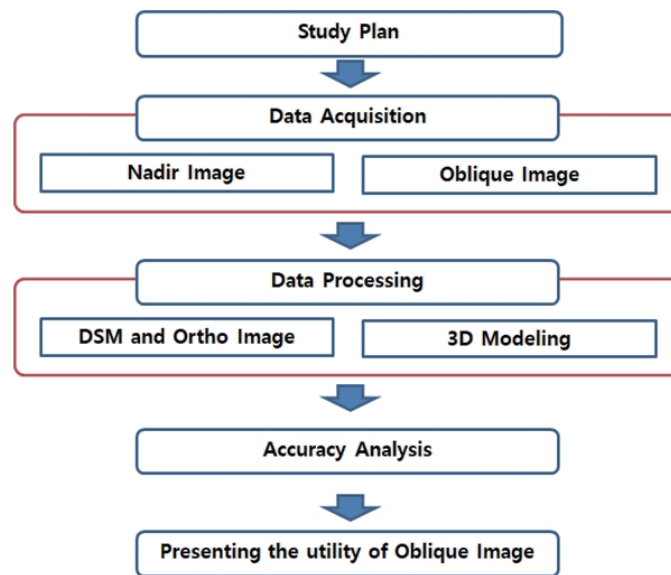 Study Plan
Data Acquisition
Nadir Image
Oblique Image
Data Processing
DSM and Ortho Image
3D Modeling
Accuracy Analysis
Presenting the utility of Oblique Image